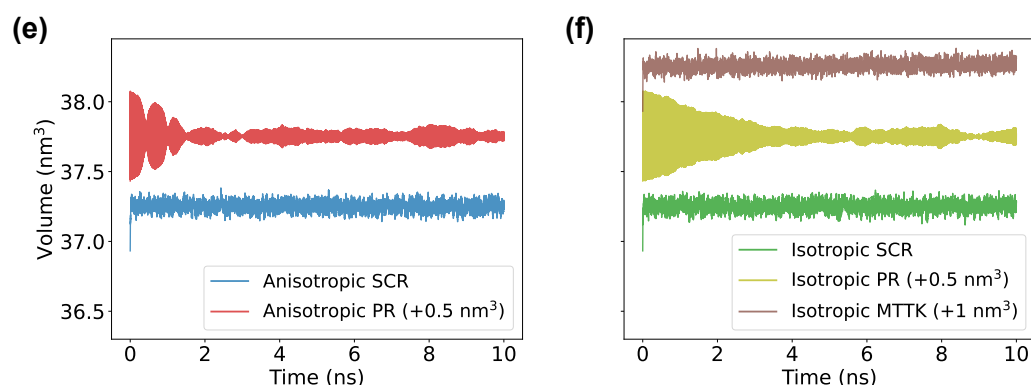 (e)
Volume (nm³)
38.0
37.5
37.0
36.5
Anisotropic SCR
Anisotropic PR (+0.5 nm³)
0 2 4 6 8 10
Time (ns)
(f)
Isotropic SCR
Isotropic PR (+0.5 nm³)
Isotropic MTTK (+1 nm³)
0 2 4 6 8 10
Time (ns)